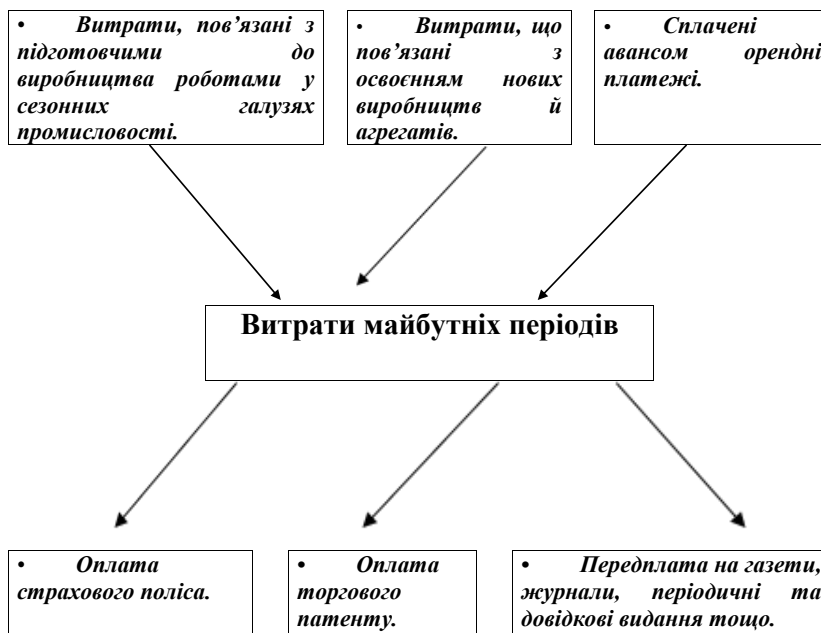 • Витрати, пов’язані з
підготовчими до
виробництва роботами у
сезонних галузях
промисловості.
• Витрати, що
пов’язані з
освоєнням нових
виробництв й
агрегатів.
• Сплачені
авансом орендні
платежі.
Витрати майбутніх періодів
• Оплата
страхового поліса.
• Оплата
торгового
патенту.
• Передплата на газети,
журнали, періодичні та
довідкові видання тощо.